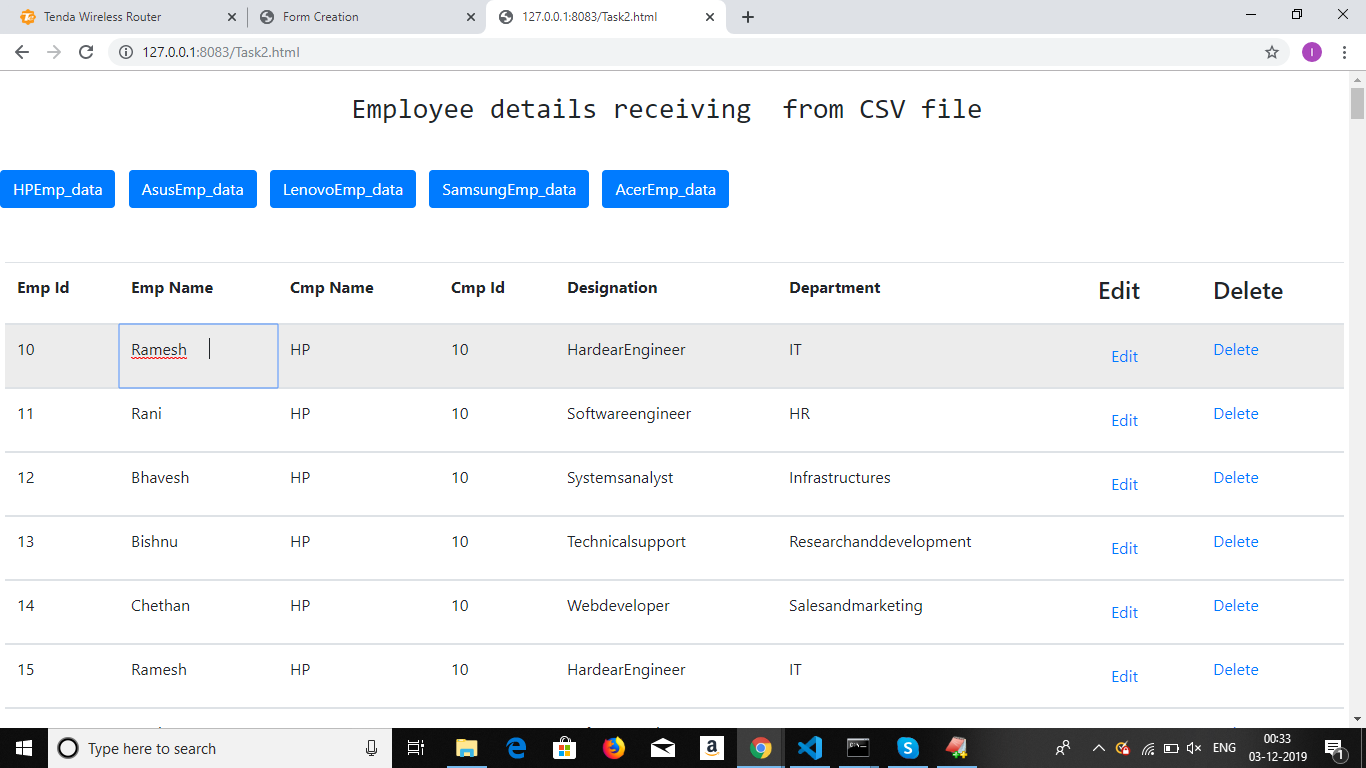 Tenda Wireless Router
Form Creation
127.0.0.1:8083/Task2.html
127.0.0.1:8083/Task2.html
I
Employee details receiving  from CSV file
HPEmp_data AsusEmp_data LenovoEmp_data SamsungEmp_data AcerEmp_data
Emp Id Emp Name Cmp Name Cmp Id Designation Department Edit Delete
10 Ramesh HP 10 HardearEngineer IT Edit Delete
11 Rani HP 10 Softwareengineer HR Edit Delete
12 Bhavesh HP 10 Systemsanalyst Infrastructures Edit Delete
13 Bishnu HP 10 Technicalsupport Researchanddevelopment Edit Delete
14 Chethan HP 10 Webdeveloper Salesandmarketing Edit Delete
15 Ramesh HP 10 HardearEngineer IT Edit Delete
Type here to search
a
ENG
00:33
03-12-2019
1